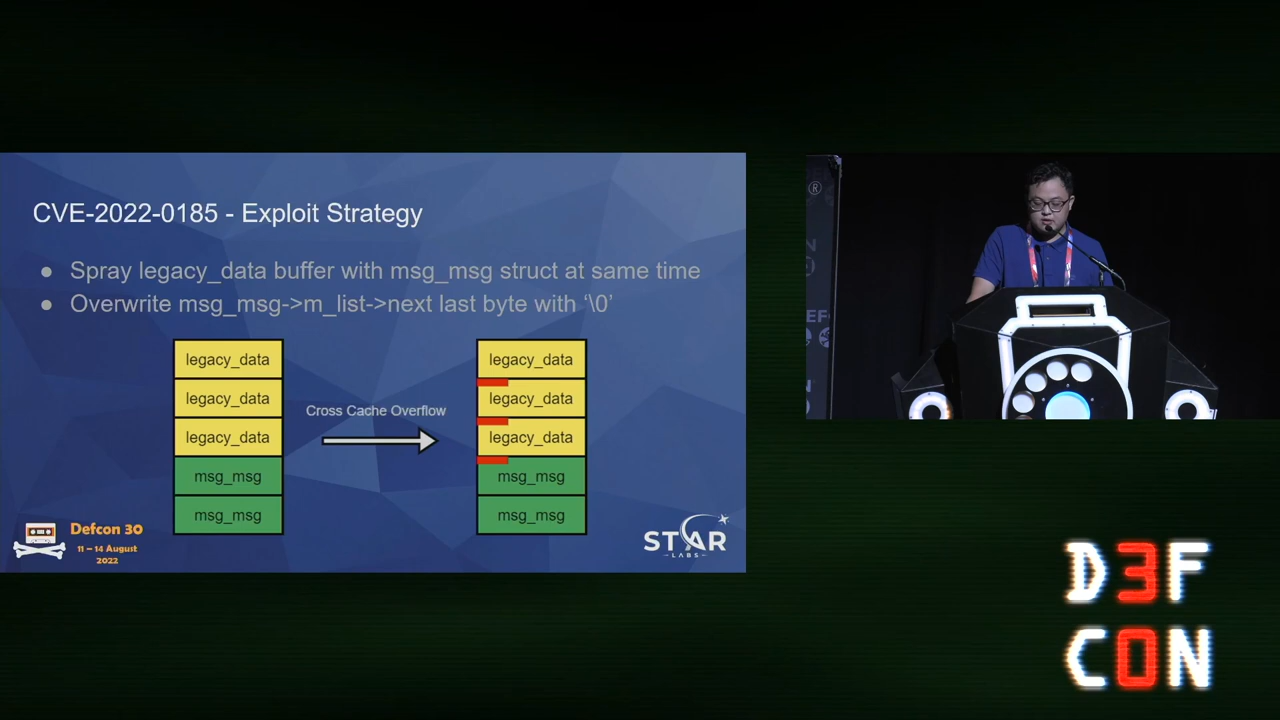 CVE-2022-0185 - Exploit Strategy
● Spray legacy_data buffer with msg_msg struct at same time
● Overwrite msg_msg->m_list->next last byte with ‘\0’
legacy_data
legacy_data
legacy_data
msg_msg
msg_msg
Cross Cache Overflow
legacy_data
legacy_data
legacy_data
msg_msg
msg_msg
Defcon 30
11 – 14 August
2022
STAR
-LABS-
®
D3F
C0N